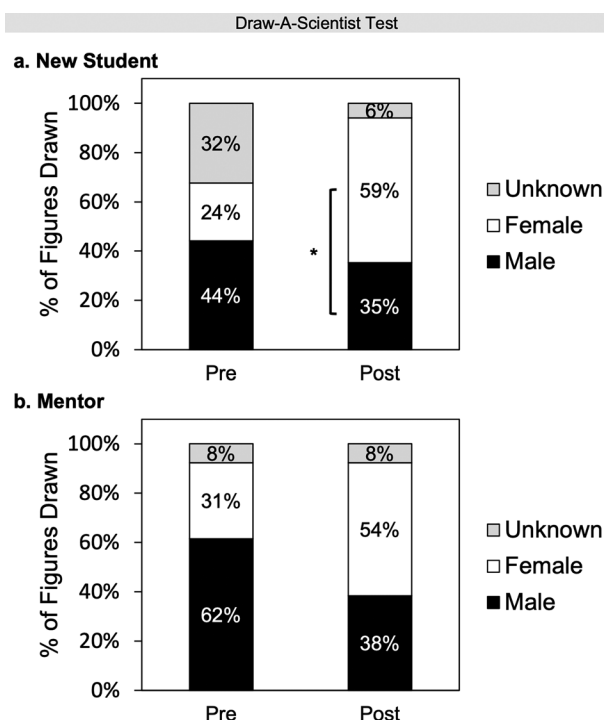 Draw-A-Scientist Test
a. New Student
% of Figures Drawn
100%
80%
60%
40%
20%
0%
32%
24%
44%
Pre
*
6%
59%
35%
Post
Unknown
Female
Male
b. Mentor
% of Figures Drawn
100%
80%
60%
40%
20%
0%
8%
31%
62%
Pre
8%
54%
38%
Post
Unknown
Female
Male